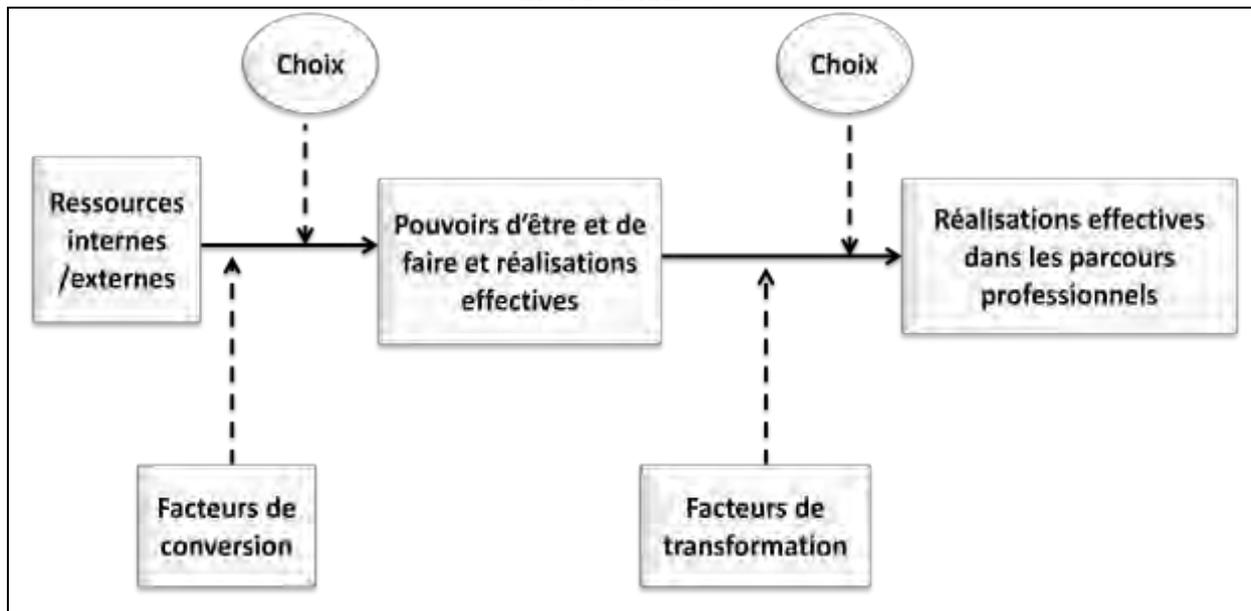 Choix
Choix
Ressources
internes
/externes
Pouvoirs d'être et de
faire et réalisations
effectives
Réalisations effectives
dans les parcours
professionnels
Facteurs de
conversion
Facteurs de
transformation